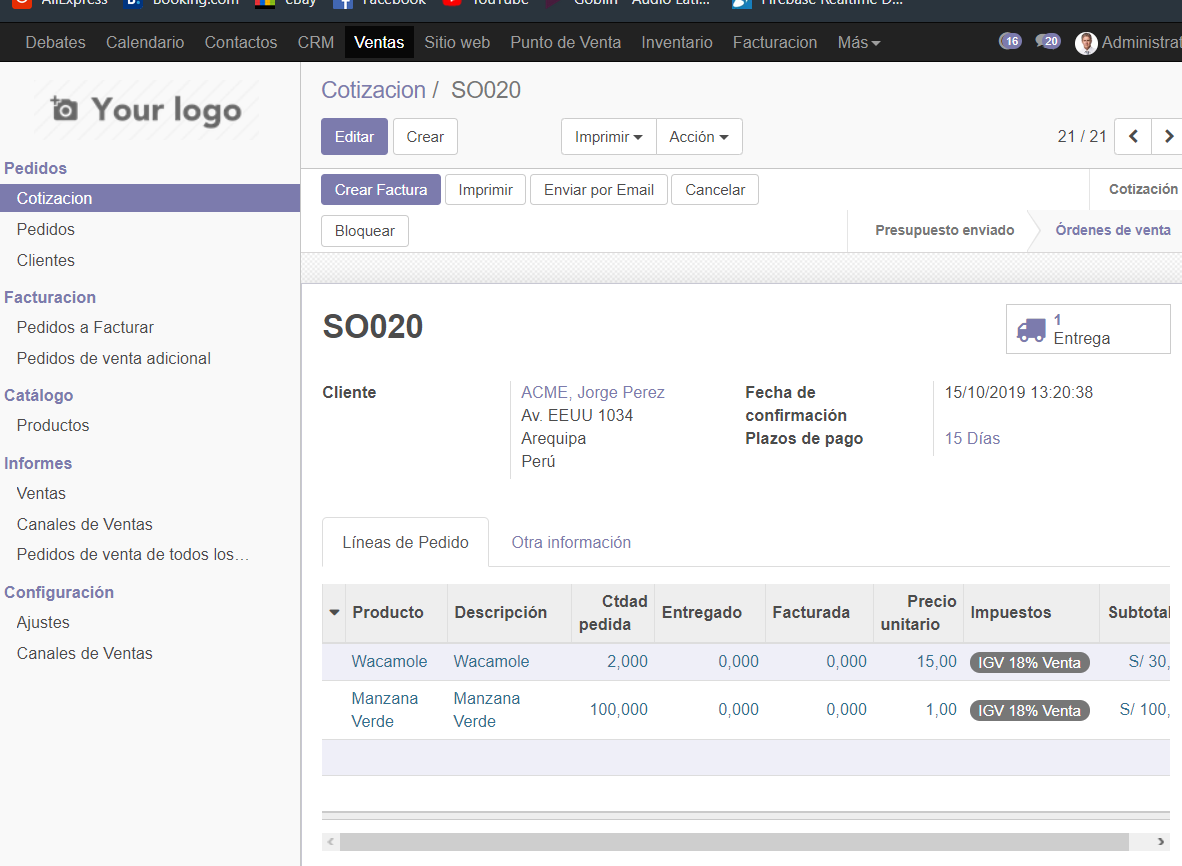 AliExpress B. Booking.com ebay Facebook YouTube Goblin Audio Lati... Firebase Realtime D...
Debates Calendario Contactos CRM Ventas Sitio web Punto de Venta Inventario Facturacion Más 16 20 Administrat
Your logo
Cotizacion / SO020
Editar Crear Imprimir Acción 21 / 21
Pedidos
Cotizacion
Pedidos
Clientes
Facturacion
Pedidos a Facturar
Pedidos de venta adicional
Catálogo
Productos
Informes
Ventas
Canales de Ventas
Pedidos de venta de todos los…
Configuración
Ajustes
Canales de Ventas
Crear Factura Imprimir Enviar por Email Cancelar Cotización
Bloquear Presupuesto enviado Órdenes de venta
SO020
1
Entrega
Cliente
ACME, Jorge Perez
Av. EEUU 1034
Arequipa
Perú
Fecha de
confirmación
15/10/2019 13:20:38
Plazos de pago
15 Días
Líneas de Pedido Otra información
Producto Descripción Ctdad pedida Entregado Facturada Precio unitario Impuestos Subtotal
Wacamole Wacamole 2,000 0,000 0,000 15,00 IGV 18% Venta S/ 30,
Manzana Verde Manzana Verde 100,000 0,000 0,000 1,00 IGV 18% Venta S/ 100,